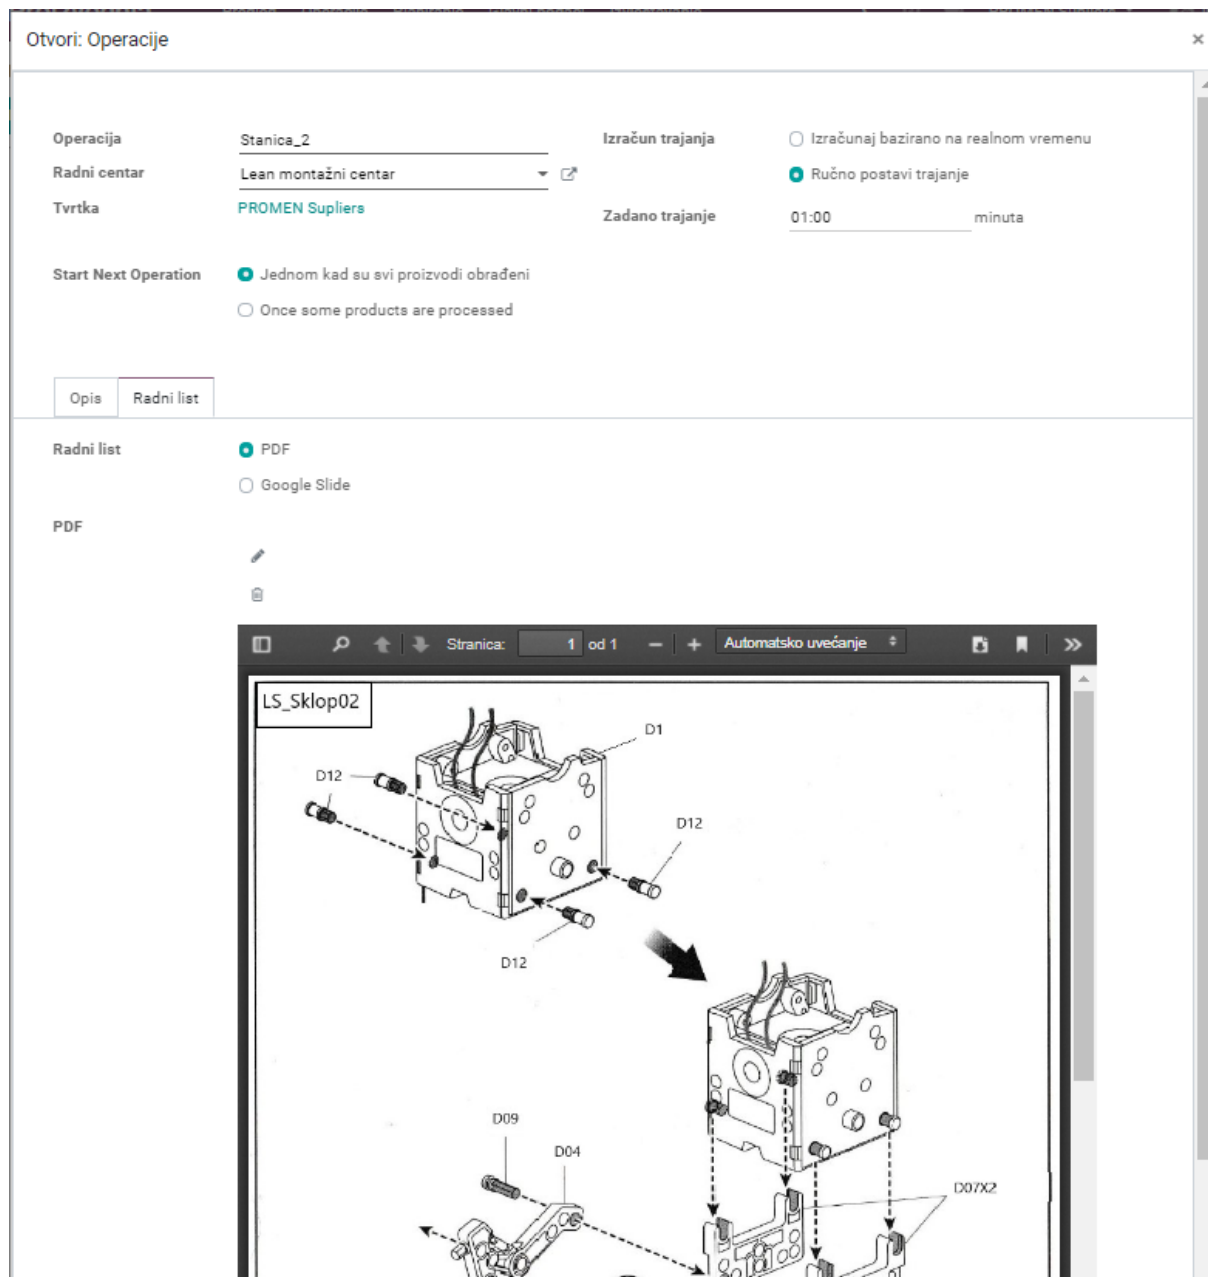 Otvori: Operacije
Operacija
Stanica_2
Radni centar
Lean montažni centar
Tvrtka
PROMEN Supliers
Izračun trajanja
Izračunaj bazirano na realnom vremenu
Ručno postavi trajanje
Zadano trajanje
01:00 minuta
Start Next Operation
Jednom kad su svi proizvodi obrađeni
Once some products are processed
Opis
Radni list
Radni list
PDF
Google Slide
PDF
Stranica: 1 od 1
Automatsko uvećanje
LS_Sklop02
D1
D12
D12
D12
D09
D04
D07X2